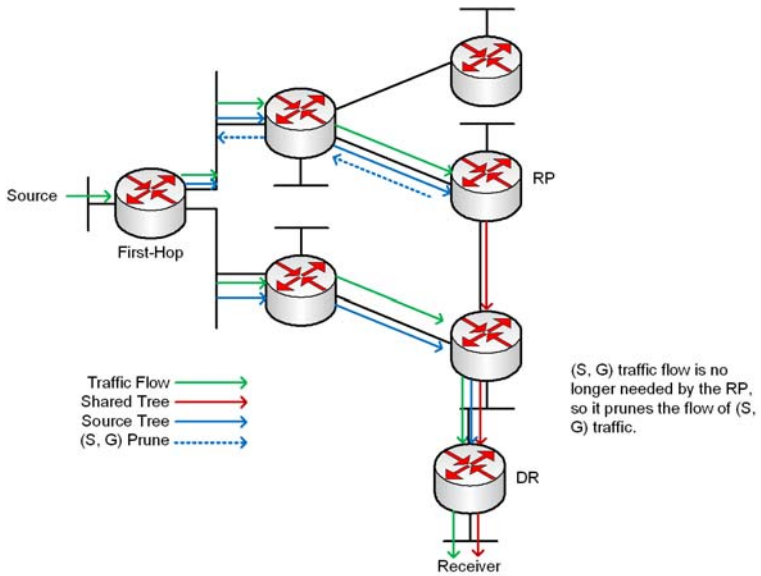 RP
Source
First-Hop
Traffic Flow
Shared Tree
Source Tree
(S, G) Prune
(S, G) traffic flow is no
longer needed by the RP,
so it prunes the flow of (S,
G) traffic.
DR
Receiver